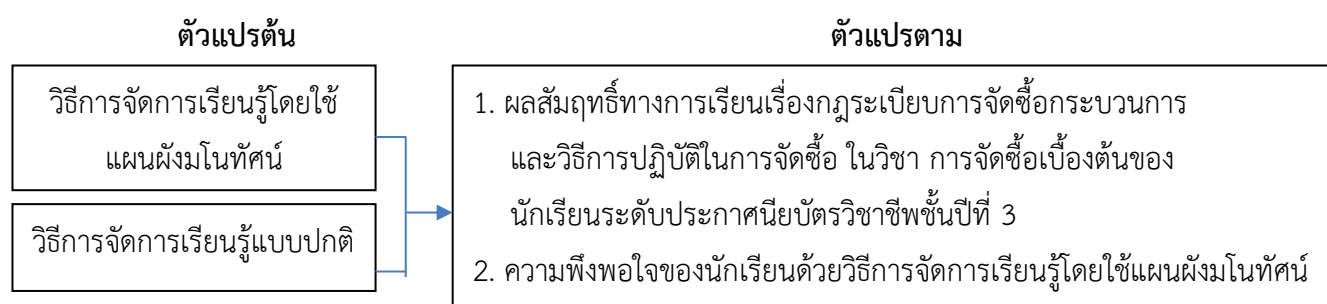 ตัวแปรต้น
วิธีการจัดการเรียนรู้โดยใช้
แผนผังมโนทัศน์
วิธีการจัดการเรียนรู้แบบปกติ
ตัวแปรตาม
1. ผลสัมฤทธิ์ทางการเรียนเรื่องกฎระเบียบการจัดซื้อกระบวนการ
และวิธีการปฏิบัติในการจัดซื้อ ในวิชา การจัดซื้อเบื้องต้นของ
นักเรียนระดับประกาศนียบัตรวิชาชีพชั้นปีที่ 3
2. ความพึงพอใจของนักเรียนด้วยวิธีการจัดการเรียนรู้โดยใช้แผนผังมโนทัศน์